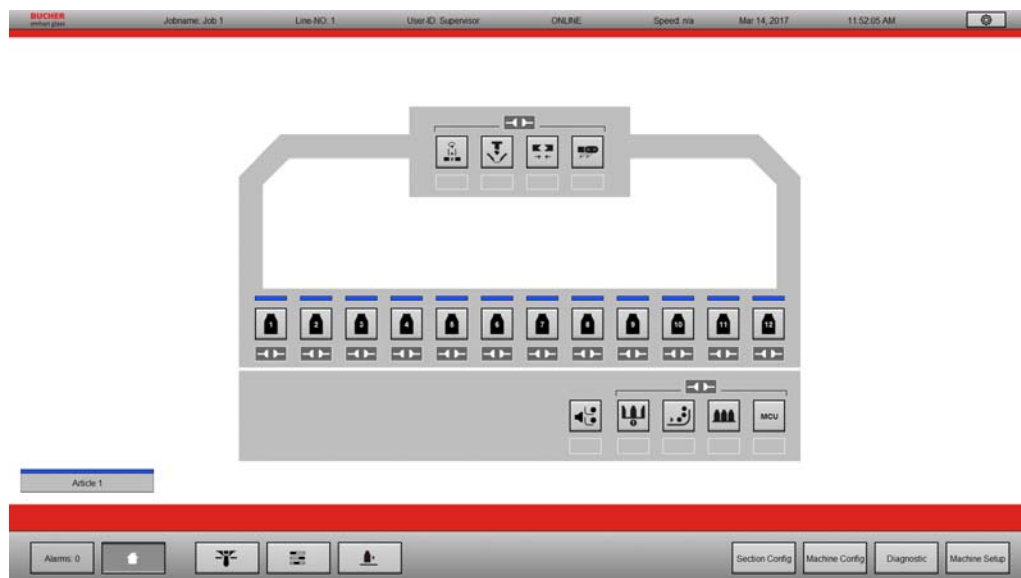 BUCHER
emhart glass
Jobname: Job 1
Line-NO. 1
User-ID: Supervisor
ONLINE
Speed: n/a
Mar 14, 2017
11:52:05 AM
1
2
3
4
5
6
7
8
9
10
11
12
MCU
Article 1
Alarms: 0
Section Config
Machine Config
Diagnostic
Machine Setup